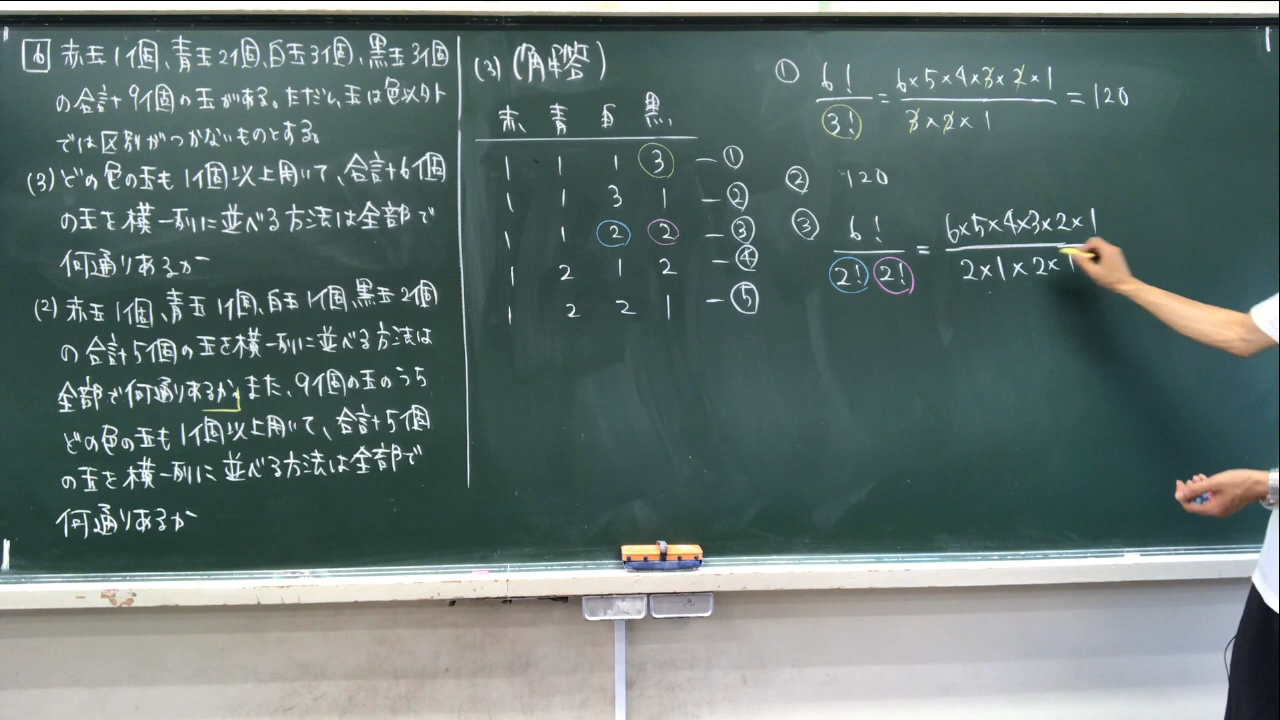 6 赤玉1個、青玉2個、白玉3個、黒玉3個
の合計9個の玉がある。ただし、玉は色以外
では区別がつかないものとする。
(3) どの色の玉も1個以上用いて、合計6個
の玉を横一列に並べる方法は全部で
何通りあるか
(2) 赤玉1個、青玉1個、白玉1個、黒玉2個
の合計5個の玉を横一列に並べる方法は
全部で何通りあるか。また、9個の玉のうち
どの色の玉も1個以上用いて、合計5個
の玉を横一列に並べる方法は全部で
何通りあるか
(3) (解答)
赤 青 白 黒
1 1 1 3 — ①
1 1 3 1 — ②
1 1 2 2 — ③
1 2 1 2 — ④
1 2 2 1 — ⑤
① 6!/3! = 6×5×4×3×2×1/3×2×1 = 120
② 120
③ 6!/2!2! = 6×5×4×3×2×1/2×1×2×1